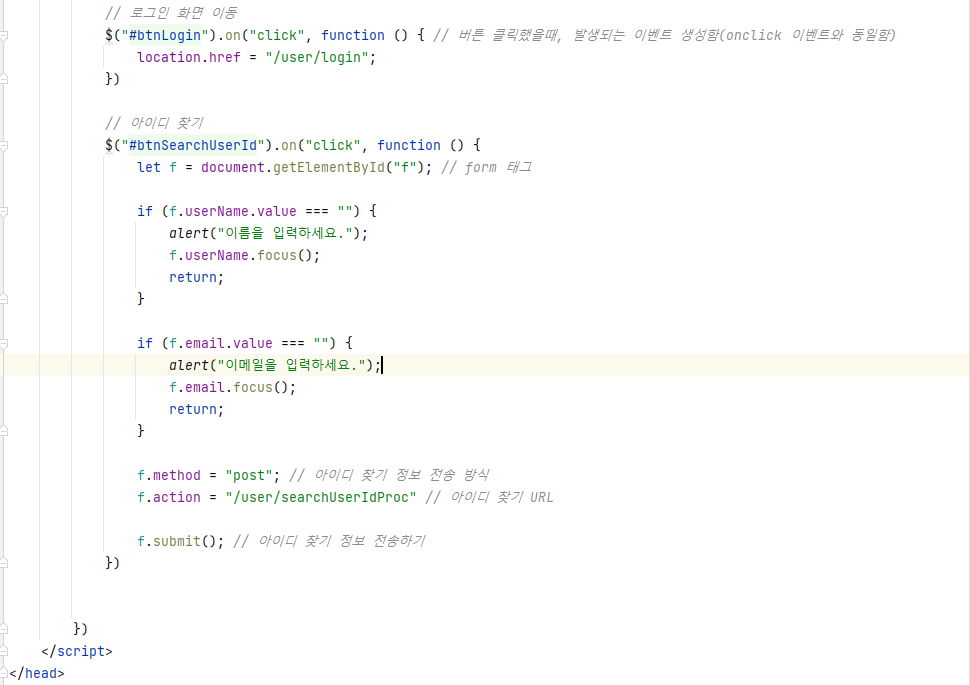 // 로그인 화면 이동
$("#btnLogin").on("click", function () { // 버튼 클릭했을때, 발생되는 이벤트 생성함(onclick 이벤트와 동일함)
location.href = "/user/login";
})
// 아이디 찾기
$("#btnSearchUserId").on("click", function () {
let f = document.getElementById("f"); // form 태그
if (f.userName.value === "") {
alert("이름을 입력하세요.");
f.userName.focus();
return;
}
if (f.email.value === "") {
alert("이메일을 입력하세요.");
f.email.focus();
return;
}
f.method = "post"; // 아이디 찾기 정보 전송 방식
f.action = "/user/searchUserIdProc" // 아이디 찾기 URL
f.submit(); // 아이디 찾기 정보 전송하기
})
})
</script>
</head>